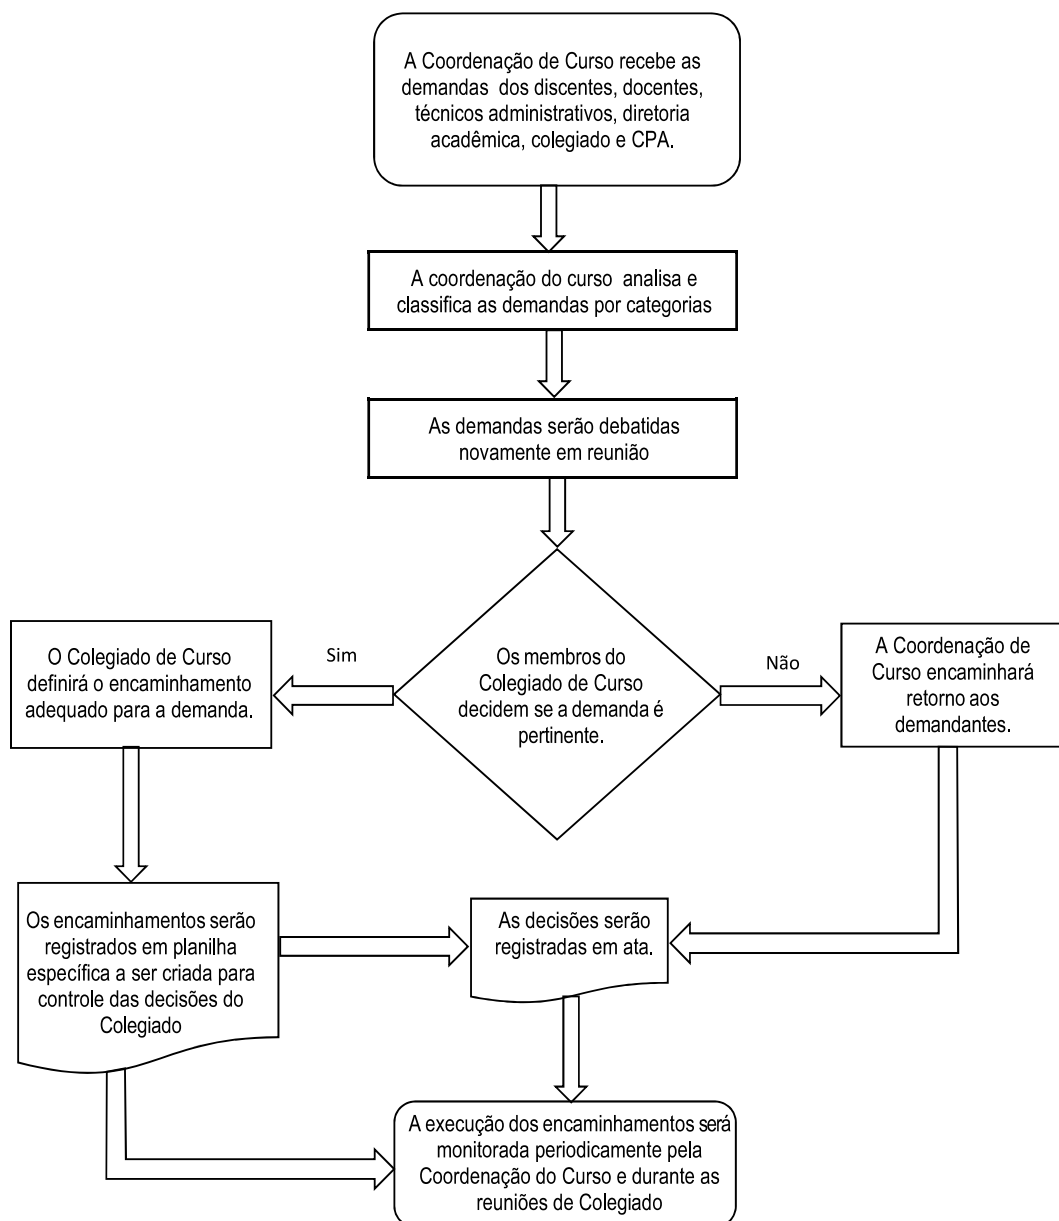 A Coordenação de Curso recebe as
demandas dos discentes, docentes,
técnicos administrativos, diretoria
acadêmica, colegiado e CPA.
A coordenação do curso analisa e
classifica as demandas por categorias
As demandas serão debatidas
novamente em reunião
Os membros do
Colegiado de Curso
decidem se a demanda é
pertinente.
Sim
O Colegiado de Curso
definirá o encaminhamento
adequado para a demanda.
Não
A Coordenação de
Curso encaminhará
retorno aos
demandantes.
Os encaminhamentos serão
registrados em planilha
específica a ser criada para
controle das decisões do
Colegiado
As decisões serão
registradas em ata.
A execução dos encaminhamentos será
monitorada periodicamente pela
Coordenação do Curso e durante as
reuniões de Colegiado